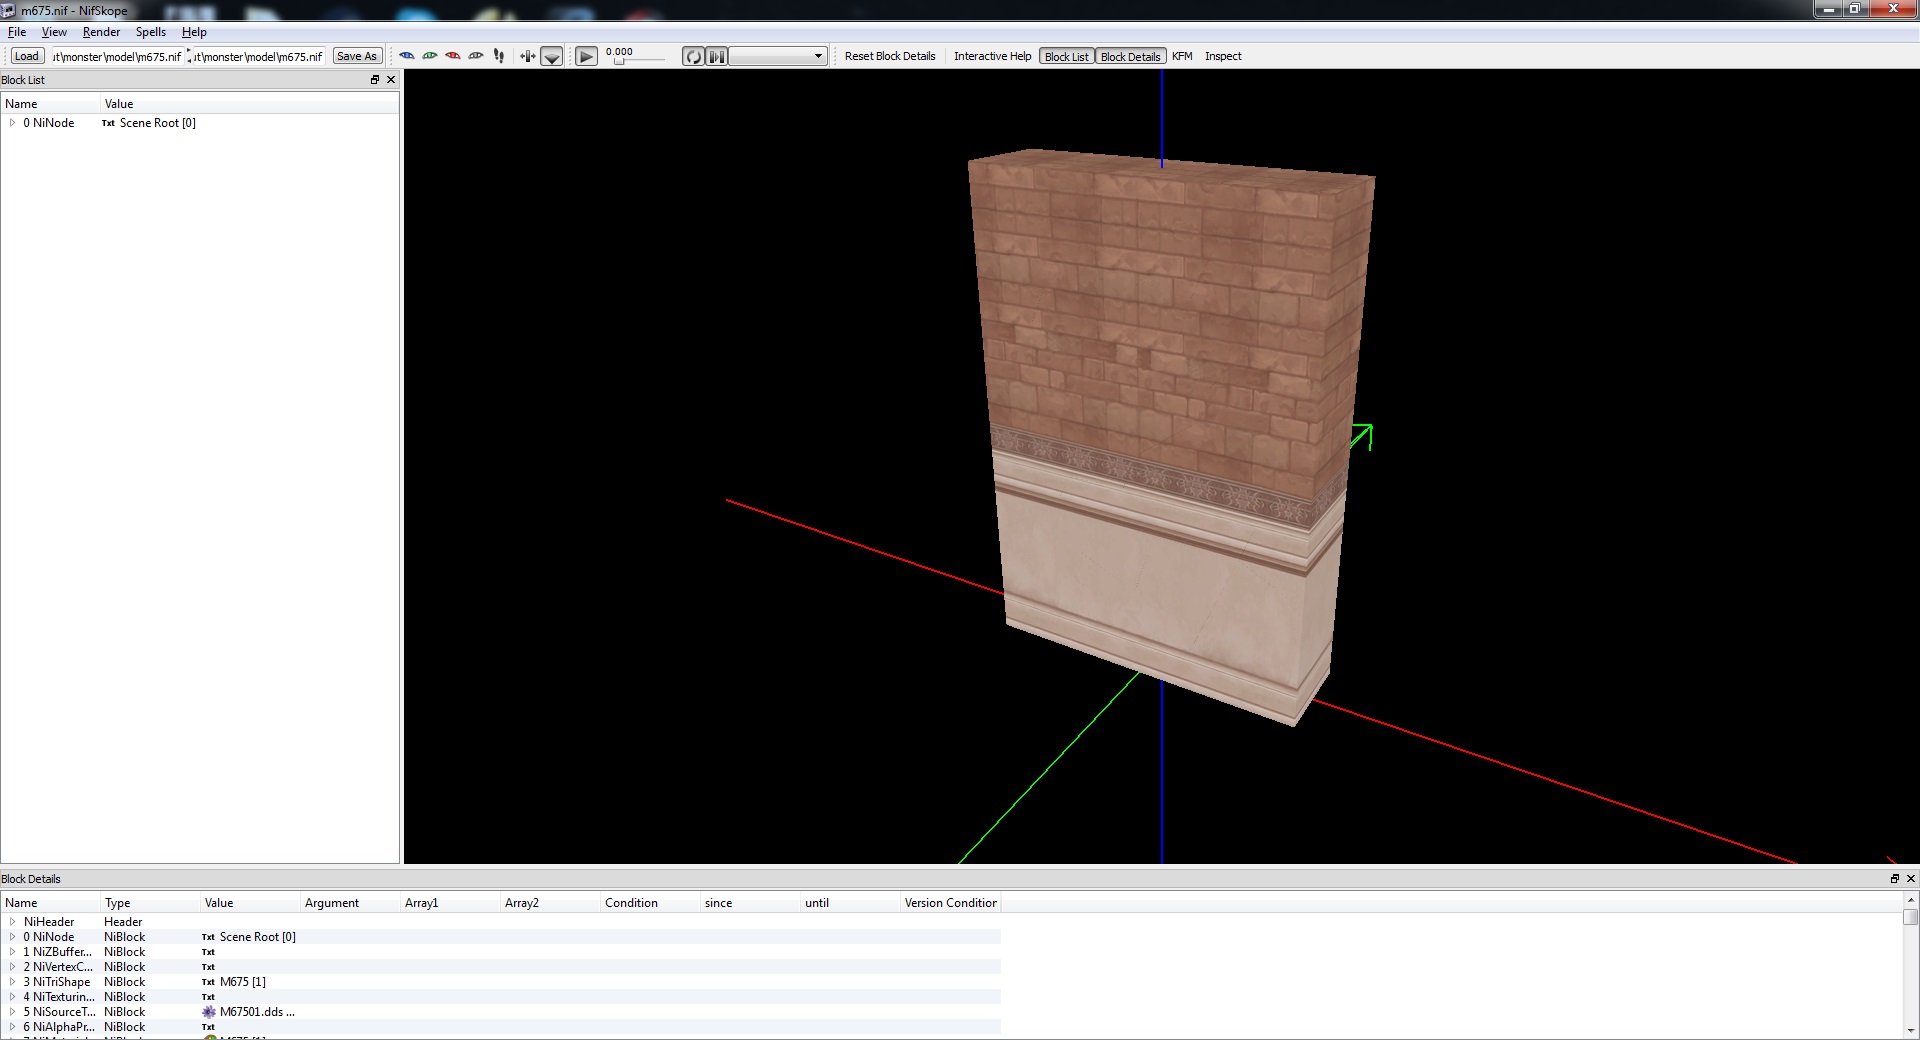 m675.nif - NifSkope
File View Render Spells Help
Load ut\monster\model\m675.nif ut\monster\model\m675.nif Save As 0.000 Reset Block Details Interactive Help Block List Block Details KFM Inspect
Block List
Name Value
0 NiNode Txt Scene Root [0]
Block Details
Name Type Value Argument Array1 Array2 Condition since until Version Condition
NiHeader Header
0 NiNode NiBlock Txt Scene Root [0]
1 NiZBuffer... NiBlock Txt
2 NiVertexC... NiBlock Txt
3 NiTriShape NiBlock Txt M675 [1]
4 NiTexturin... NiBlock Txt
5 NiSourceT... NiBlock M67501.dds ...
6 NiAlphaPr... NiBlock Txt